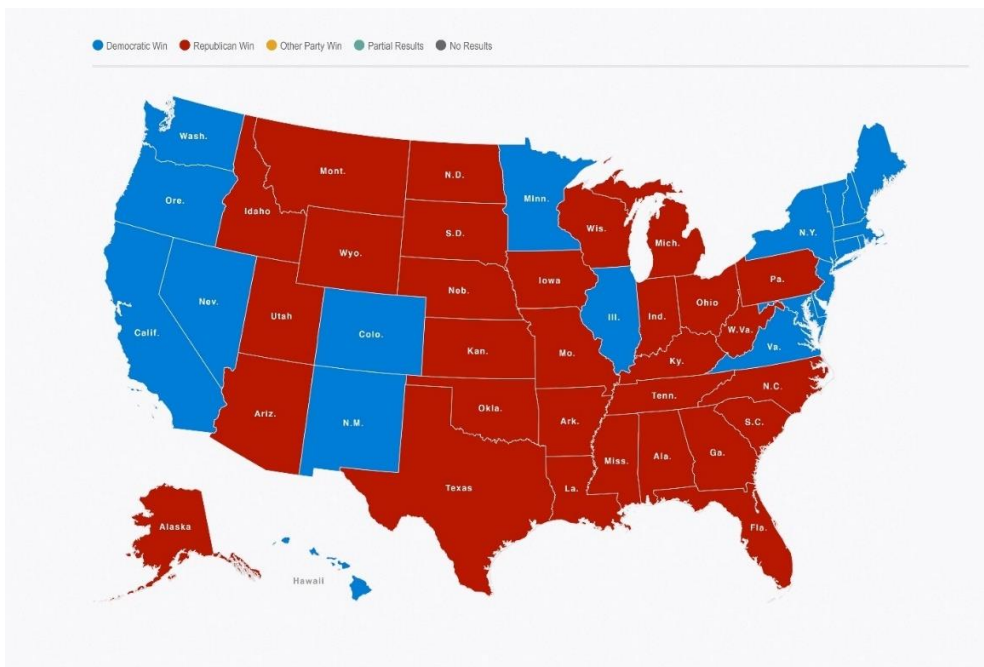 Democratic Win Republican Win Other Party Win Partial Results No Results
Wash.
Mont.
N.D.
Minn.
Ore.
Idaho
Wis.
Mich.
N.Y.
S.D.
Wyo.
Iowa
Pa.
Neb.
Nev.
Ohio
Utah
Ill.
Ind.
W.Va.
Calif.
Colo.
Kan.
Mo.
Ky.
Va.
Tenn.
N.C.
Ariz.
N.M.
Okla.
Ark.
S.C.
Miss.
Ala.
Ga.
Texas
La.
Alaska
Fla.
Hawaii